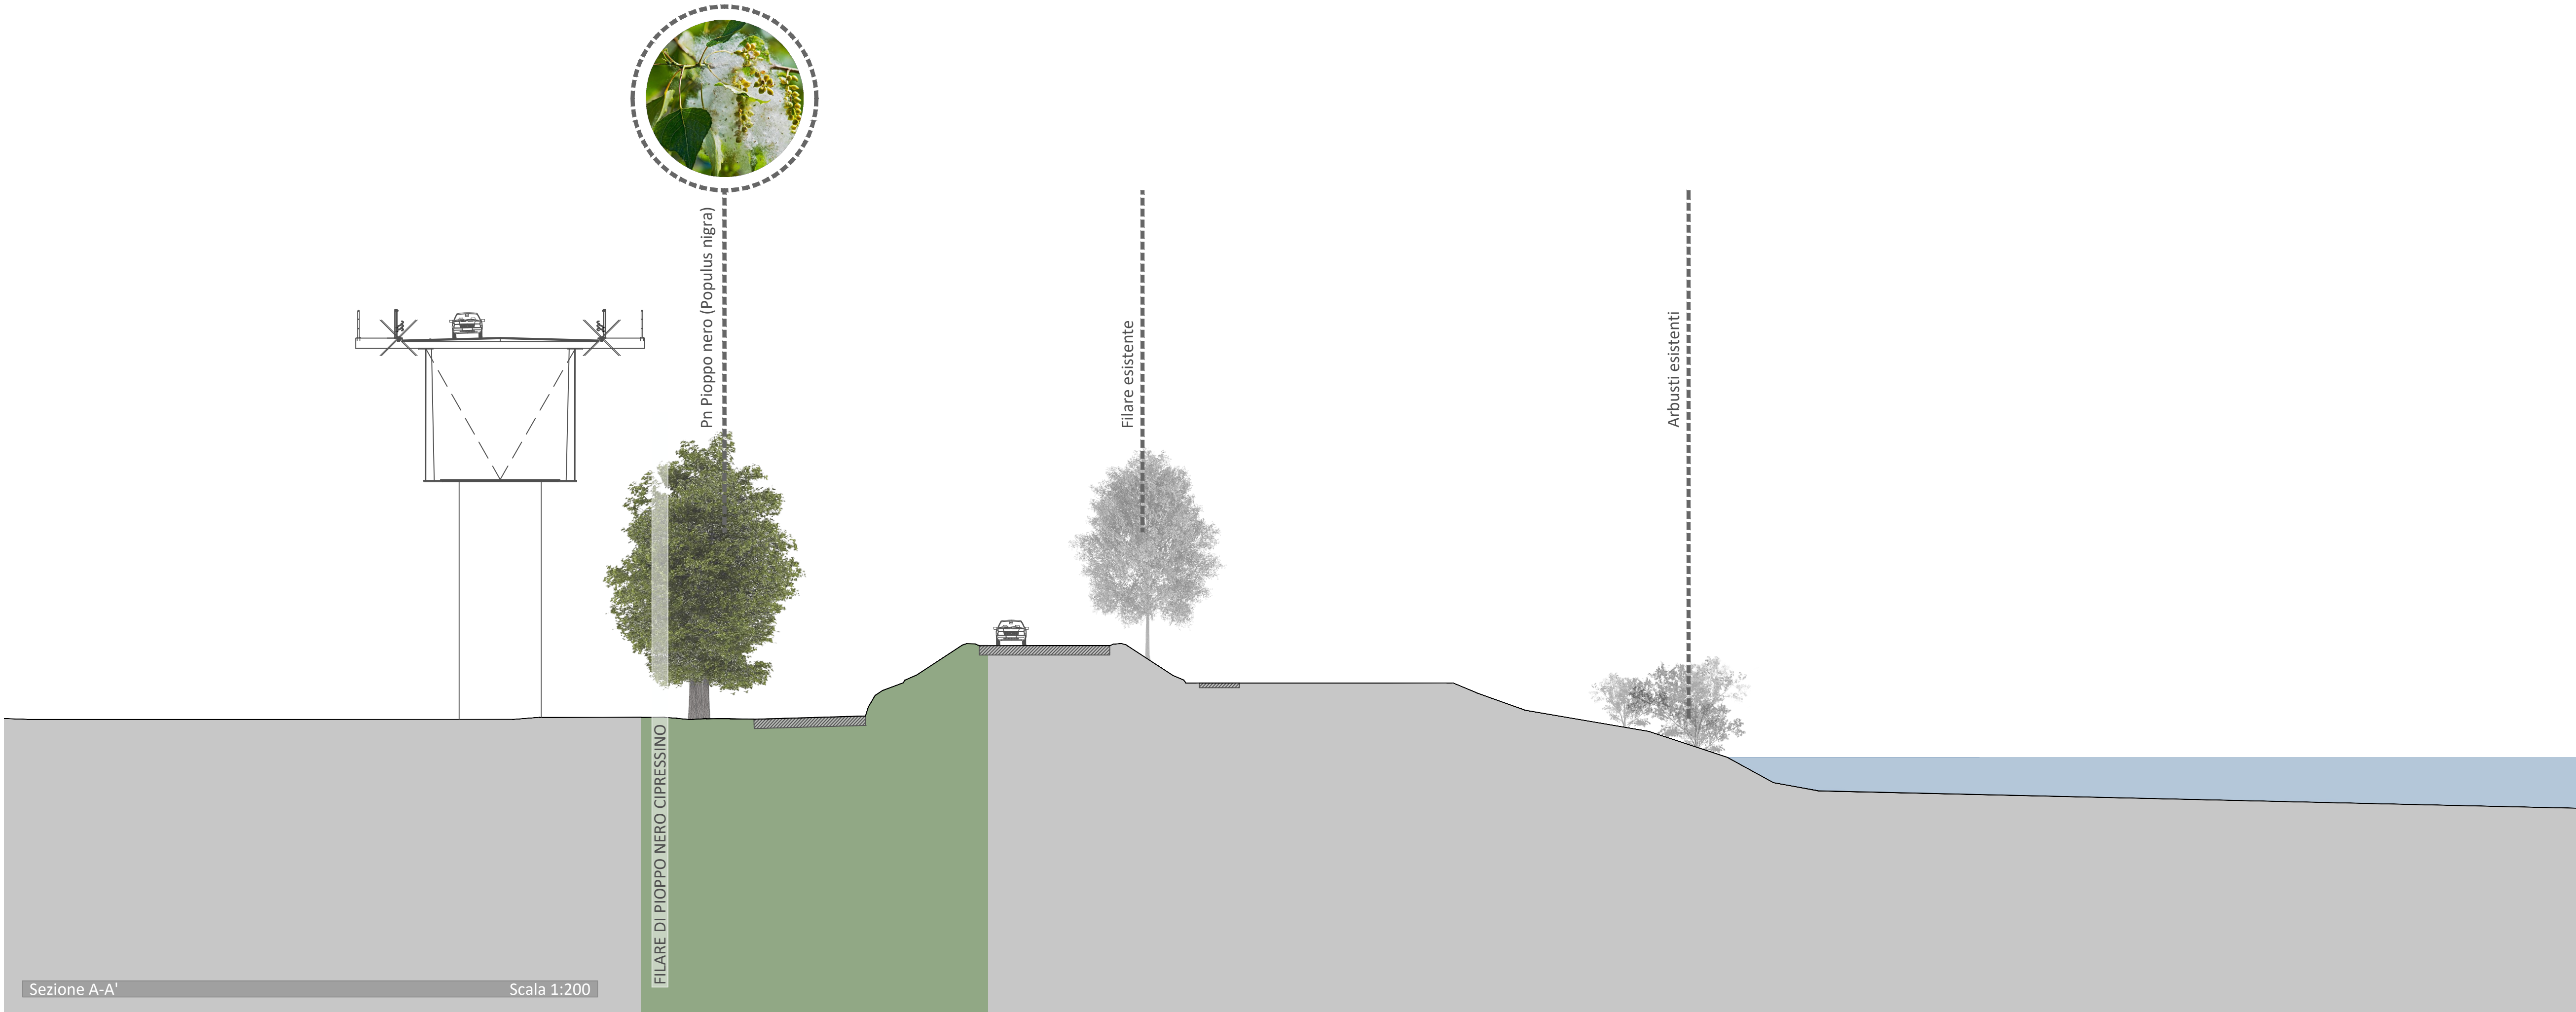 Pn Pioppo nero (Populus nigra)
Filare esistente
Arbusti esistenti
FILARE DI PIOPPO NERO CIPRESSINO
Sezione A-A'
Scala 1:200